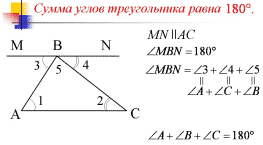 Сумма углов треугольника равна 180°.
M B N
3 5 4
A 1 2 C
MN || AC
∠MBN = 180°
∠MBN = ∠3 + ∠4 + ∠5
|| || ||
∠A + ∠C + ∠B
∠A + ∠B + ∠C = 180°